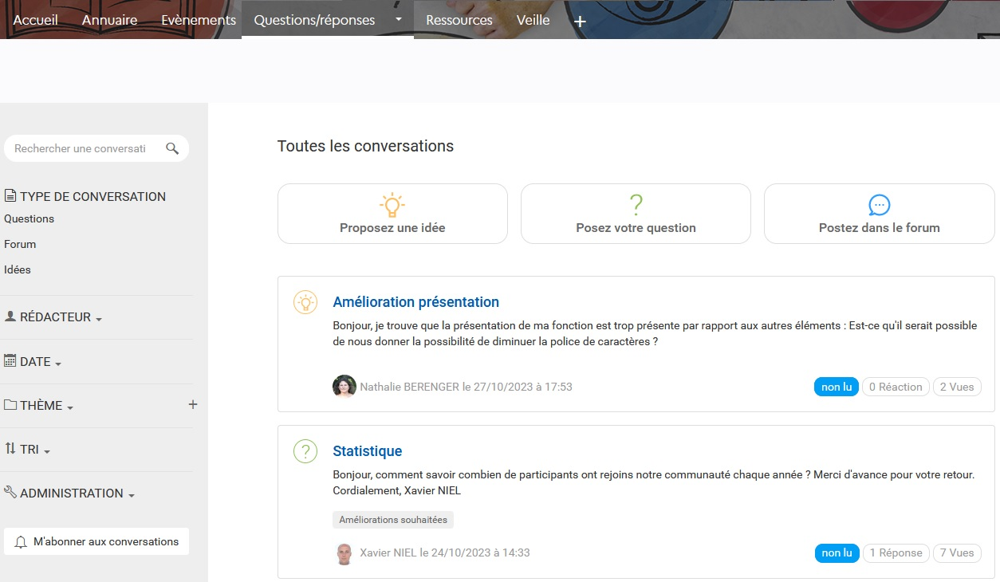 Accueil Annuaire Evènements Questions/réponses Ressources Veille +
Rechercher une conversati
TYPE DE CONVERSATION
Questions
Forum
Idées
RÉDACTEUR
DATE
THÈME +
TRI
ADMINISTRATION
M'abonner aux conversations
Toutes les conversations
Proposez une idée
Posez votre question
Postez dans le forum
Amélioration présentation
Bonjour, je trouve que la présentation de ma fonction est trop présente par rapport aux autres éléments : Est-ce qu'il serait possible
de nous donner la possibilité de diminuer la police de caractères ?
Nathalie BERENGER le 27/10/2023 à 17:53 non lu 0 Réaction 2 Vues
Statistique
Bonjour, comment savoir combien de participants ont rejoins notre communauté chaque année ? Merci d'avance pour votre retour.
Cordialement, Xavier NIEL
Améliorations souhaitées
Xavier NIEL le 24/10/2023 à 14:33 non lu 1 Réponse 7 Vues